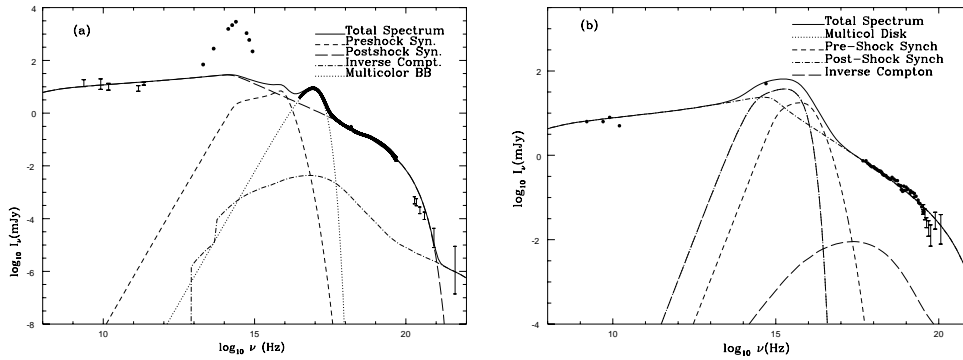 (a)
Total Spectrum
Preshock Syn.
Postshock Syn.
Inverse Compt.
Multicolor BB
4
2
0
-2
-4
-6
-8
10
15
20
log₁₀ I_ν(mJy)
log₁₀ ν (Hz)
(b)
Total Spectrum
Multicol Disk
Pre-Shock Synch
Post-Shock Synch
Inverse Compton
2
0
-2
-4
10
15
20
log₁₀ I_ν(mJy)
log₁₀ ν(Hz)